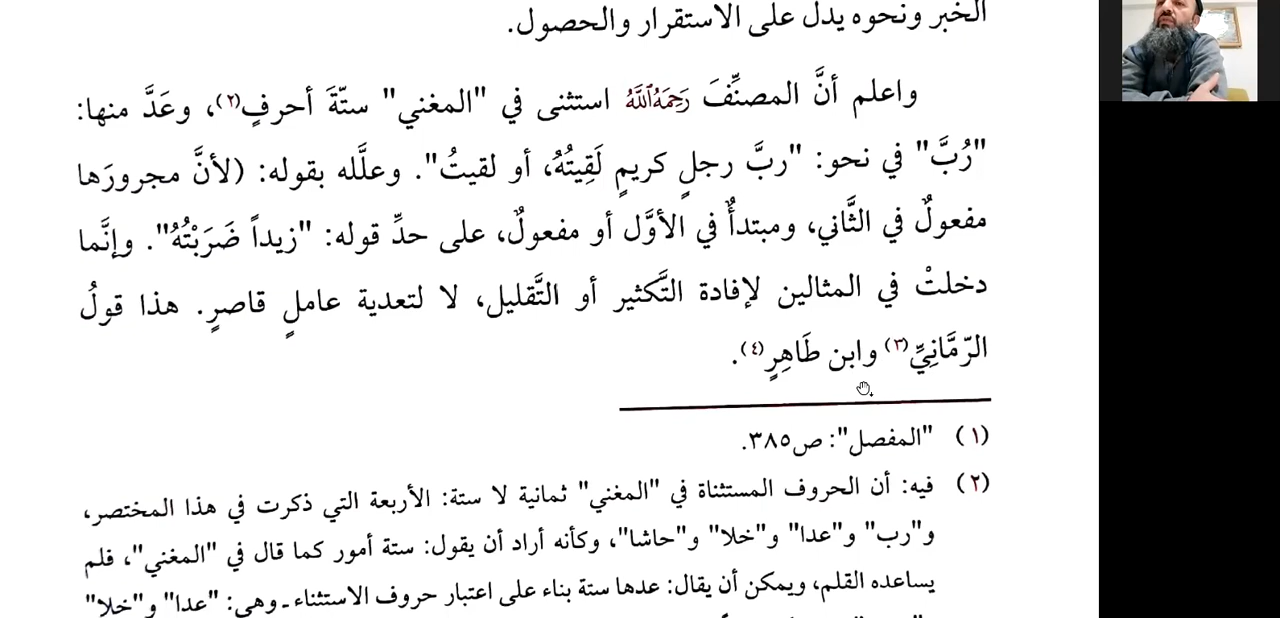 الخبر ونحوه يدل على الاستقرار والحصول.
واعلم أنَّ المصنِّفَ رَحِمَهُ ٱللَّهُ استثنى في "المغني" ستّةَ أحرفٍ(٢)، وعَدَّ منها:
"رُبَّ" في نحو: "ربَّ رجلٍ كريمٍ لَقِيتُهُ، أو لقيتُ". وعلَّله بقوله: (لأنَّ مجرورَها
مفعولٌ في الثَّاني، ومبتدأٌ في الأوَّل أو مفعولٌ، على حدِّ قوله: "زيداً ضَرَبْتُهُ". وإنَّما
دخلتْ في المثالين لإفادة التَّكثير أو التَّقليل، لا لتعدية عاملٍ قاصرٍ. هذا قولُ
الرّمَّانِيِّ(٣) وابن طَاهِرٍ(٤).
(١) "المفصل": ص٣٨٥.
(٢) فيه: أن الحروف المستثناة في "المغني" ثمانية لا ستة: الأربعة التي ذكرت في هذا المختصر،
و"رب" و"عدا" و"خلا" و"حاشا"، وكأنه أراد أن يقول: ستة أمور كما قال في "المغني"، فلم
يساعده القلم، ويمكن أن يقال: عدها ستة بناء على اعتبار حروف الاستثناء ـ وهي: "عدا" و"خلا"